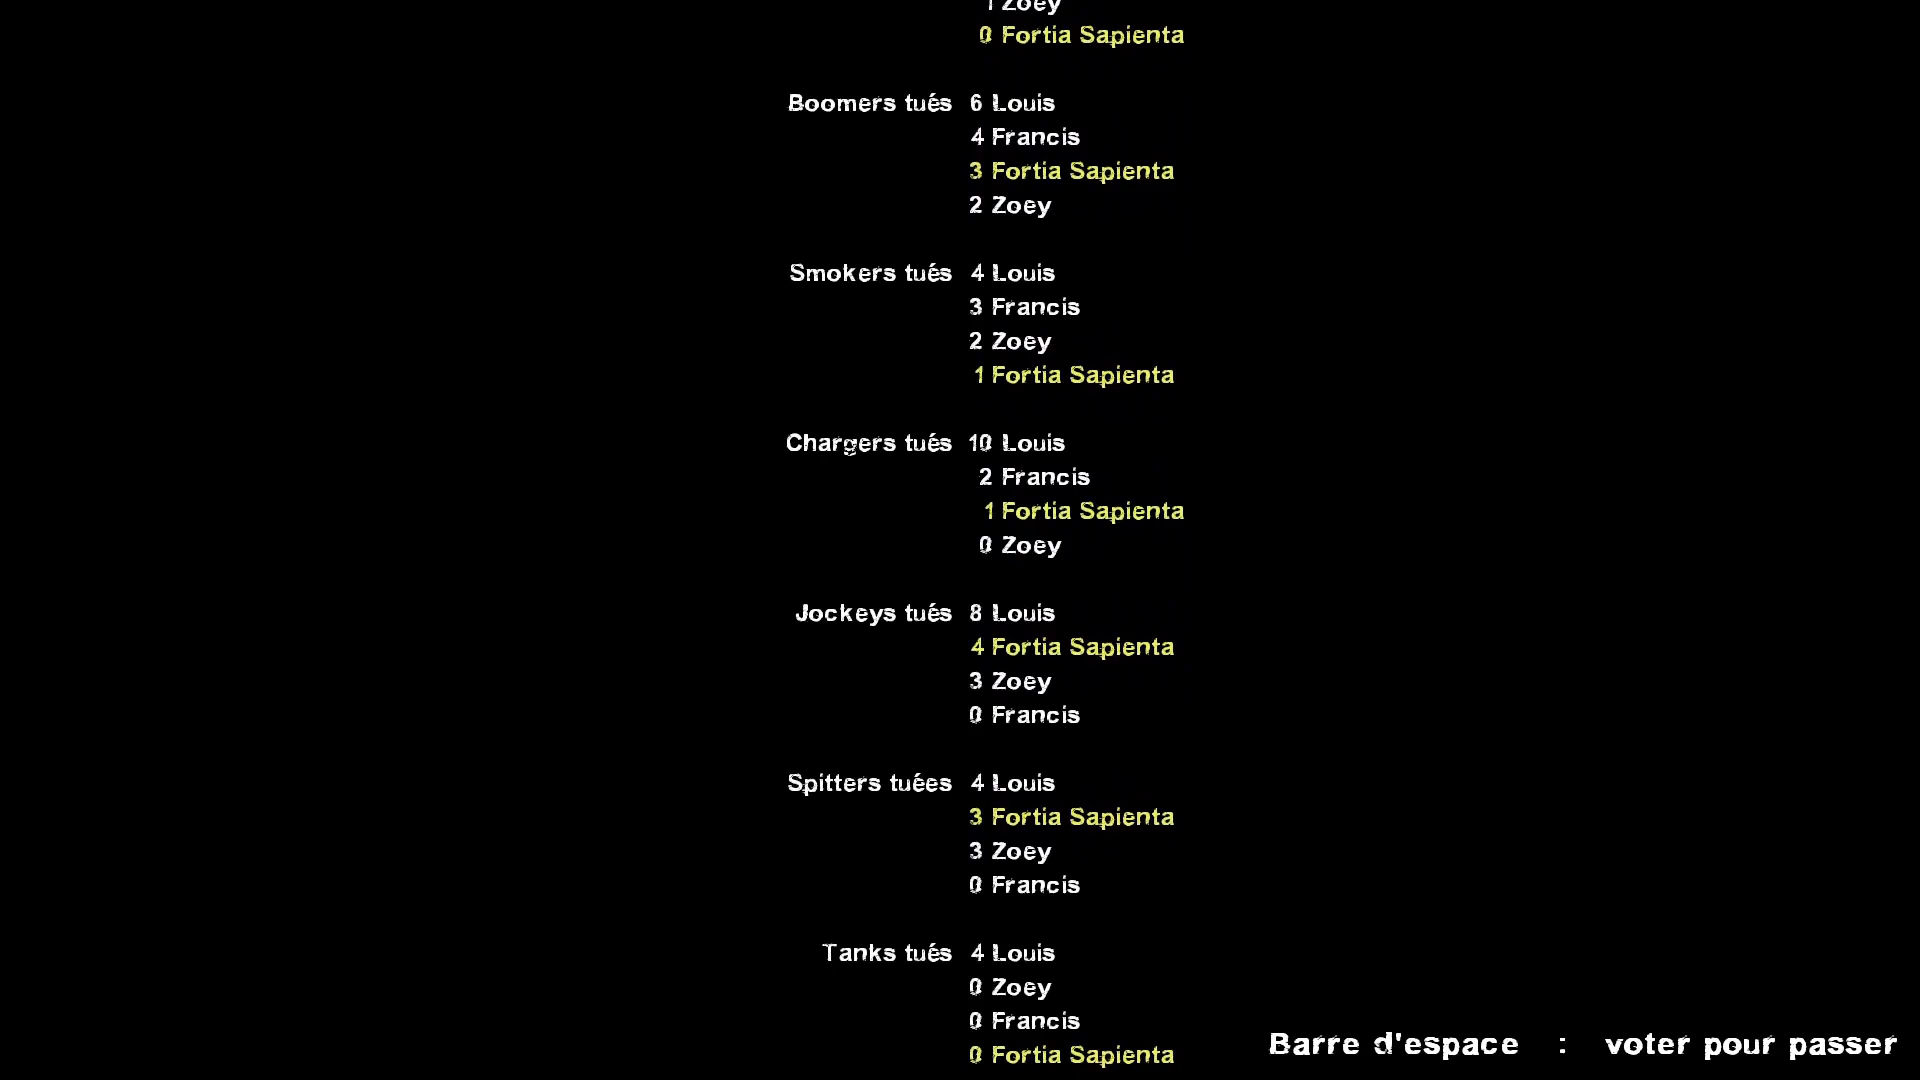 1 Zoey
0 Fortia Sapienta
Boomers tués 6 Louis
4 Francis
3 Fortia Sapienta
2 Zoey
Smokers tués 4 Louis
3 Francis
2 Zoey
1 Fortia Sapienta
Chargers tués 10 Louis
2 Francis
1 Fortia Sapienta
0 Zoey
Jockeys tués 8 Louis
4 Fortia Sapienta
3 Zoey
0 Francis
Spitters tuées 4 Louis
3 Fortia Sapienta
3 Zoey
0 Francis
Tanks tués 4 Louis
0 Zoey
0 Francis
0 Fortia Sapienta
Barre d'espace : voter pour passer